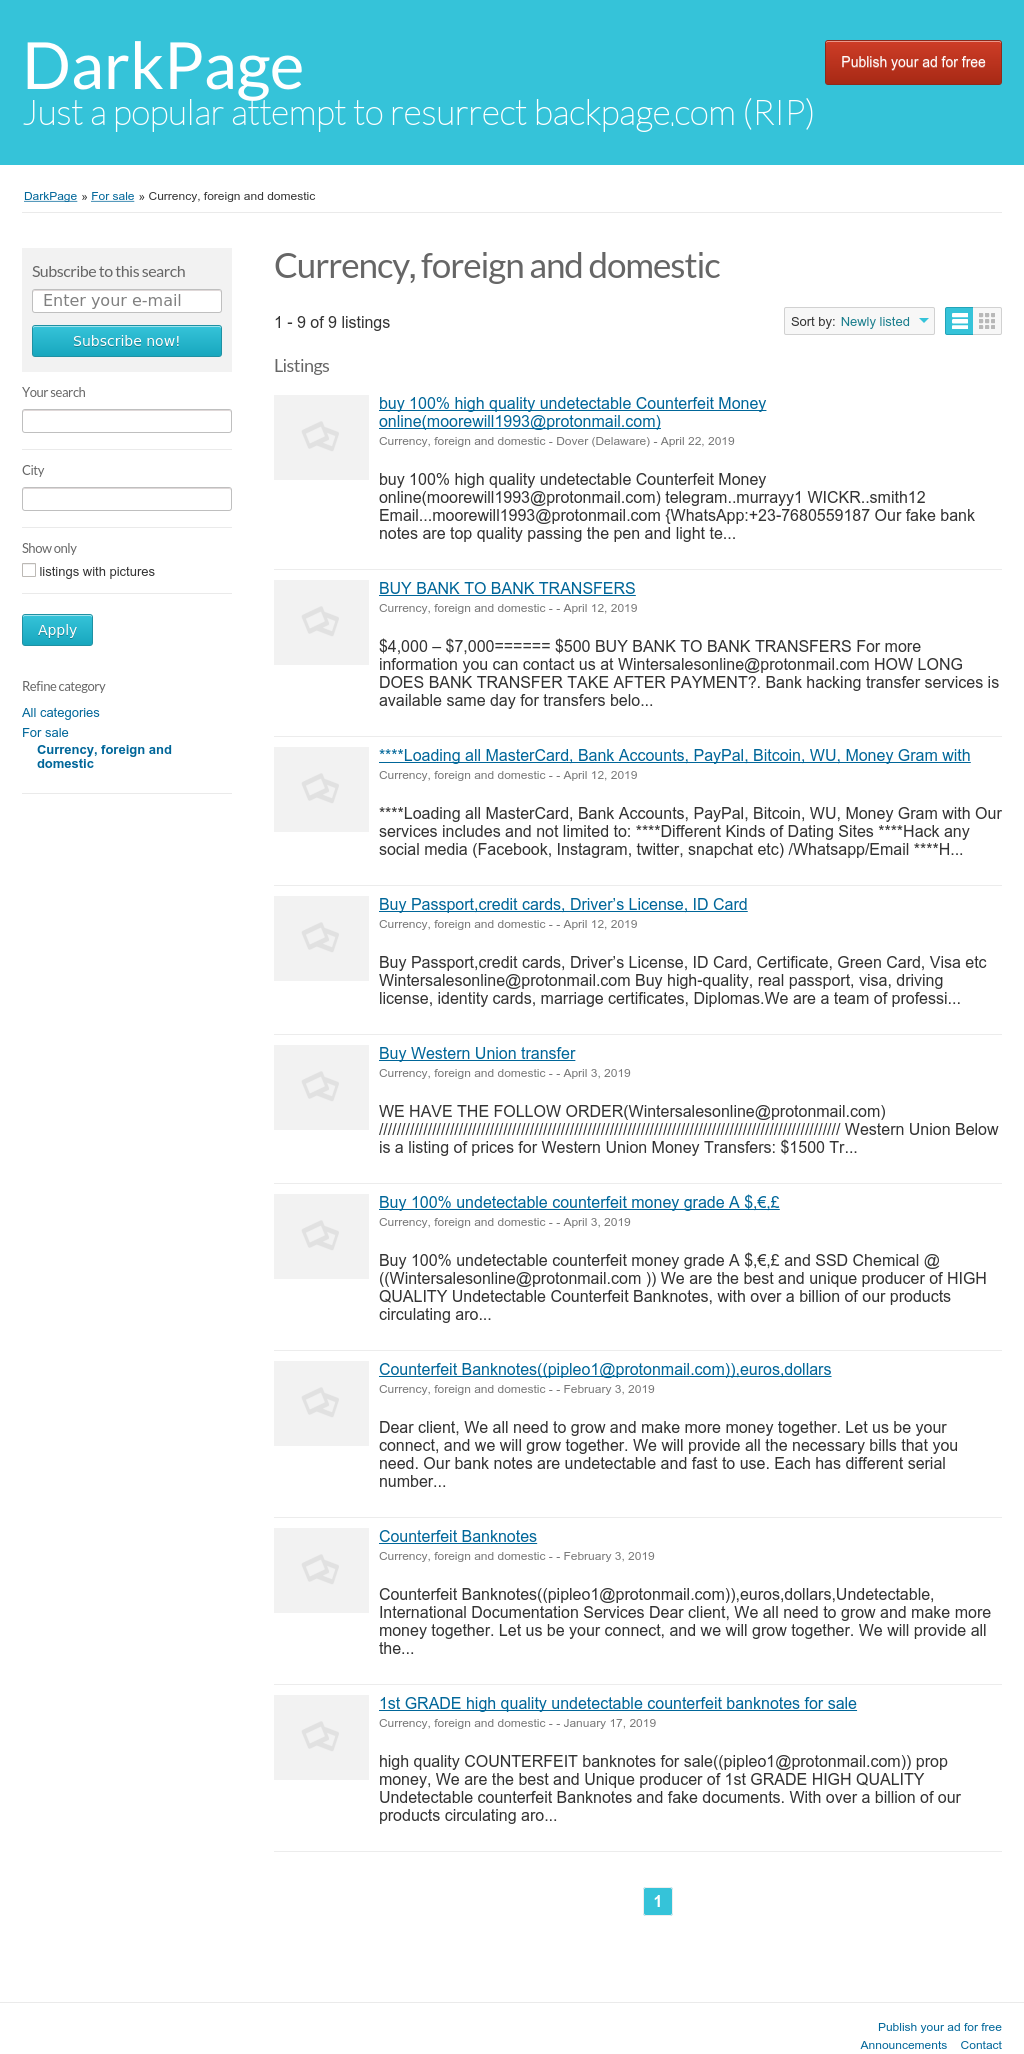 DarkPage
Just a popular attempt to resurrect backpage.com (RIP)
Publish your ad for free
DarkPage » For sale » Currency, foreign and domestic
Subscribe to this search
Enter your e-mail
Subscribe now!
Your search
City
Show only
listings with pictures
Apply
Refine category
All categories
For sale
Currency, foreign and
domestic
Currency, foreign and domestic
1 - 9 of 9 listings
Sort by: Newly listed
Listings
buy 100% high quality undetectable Counterfeit Money
online(moorewill1993@protonmail.com)
Currency, foreign and domestic - Dover (Delaware) - April 22, 2019
buy 100% high quality undetectable Counterfeit Money
online(moorewill1993@protonmail.com) telegram..murrayy1 WICKR..smith12
Email...moorewill1993@protonmail.com {WhatsApp:+23-7680559187 Our fake bank
notes are top quality passing the pen and light te...
BUY BANK TO BANK TRANSFERS
Currency, foreign and domestic - - April 12, 2019
$4,000 – $7,000====== $500 BUY BANK TO BANK TRANSFERS For more
information you can contact us at Wintersalesonline@protonmail.com HOW LONG
DOES BANK TRANSFER TAKE AFTER PAYMENT?. Bank hacking transfer services is
available same day for transfers belo...
****Loading all MasterCard, Bank Accounts, PayPal, Bitcoin, WU, Money Gram with
Currency, foreign and domestic - - April 12, 2019
****Loading all MasterCard, Bank Accounts, PayPal, Bitcoin, WU, Money Gram with Our
services includes and not limited to: ****Different Kinds of Dating Sites ****Hack any
social media (Facebook, Instagram, twitter, snapchat etc) /Whatsapp/Email ****H...
Buy Passport,credit cards, Driver’s License, ID Card
Currency, foreign and domestic - - April 12, 2019
Buy Passport,credit cards, Driver’s License, ID Card, Certificate, Green Card, Visa etc
Wintersalesonline@protonmail.com Buy high-quality, real passport, visa, driving
license, identity cards, marriage certificates, Diplomas.We are a team of professi...
Buy Western Union transfer
Currency, foreign and domestic - - April 3, 2019
WE HAVE THE FOLLOW ORDER(Wintersalesonline@protonmail.com)
//////////////////////////////////////////////////////////////////////////////////////////////////////// Western Union Below
is a listing of prices for Western Union Money Transfers: $1500 Tr...
Buy 100% undetectable counterfeit money grade A $,€,£
Currency, foreign and domestic - - April 3, 2019
Buy 100% undetectable counterfeit money grade A $,€,£ and SSD Chemical @
((Wintersalesonline@protonmail.com )) We are the best and unique producer of HIGH
QUALITY Undetectable Counterfeit Banknotes, with over a billion of our products
circulating aro...
Counterfeit Banknotes((pipleo1@protonmail.com)),euros,dollars
Currency, foreign and domestic - - February 3, 2019
Dear client, We all need to grow and make more money together. Let us be your
connect, and we will grow together. We will provide all the necessary bills that you
need. Our bank notes are undetectable and fast to use. Each has different serial
number...
Counterfeit Banknotes
Currency, foreign and domestic - - February 3, 2019
Counterfeit Banknotes((pipleo1@protonmail.com)),euros,dollars,Undetectable,
International Documentation Services Dear client, We all need to grow and make more
money together. Let us be your connect, and we will grow together. We will provide all
the...
1st GRADE high quality undetectable counterfeit banknotes for sale
Currency, foreign and domestic - - January 17, 2019
high quality COUNTERFEIT banknotes for sale((pipleo1@protonmail.com)) prop
money, We are the best and Unique producer of 1st GRADE HIGH QUALITY
Undetectable counterfeit Banknotes and fake documents. With over a billion of our
products circulating aro...
1
Publish your ad for free
Announcements Contact